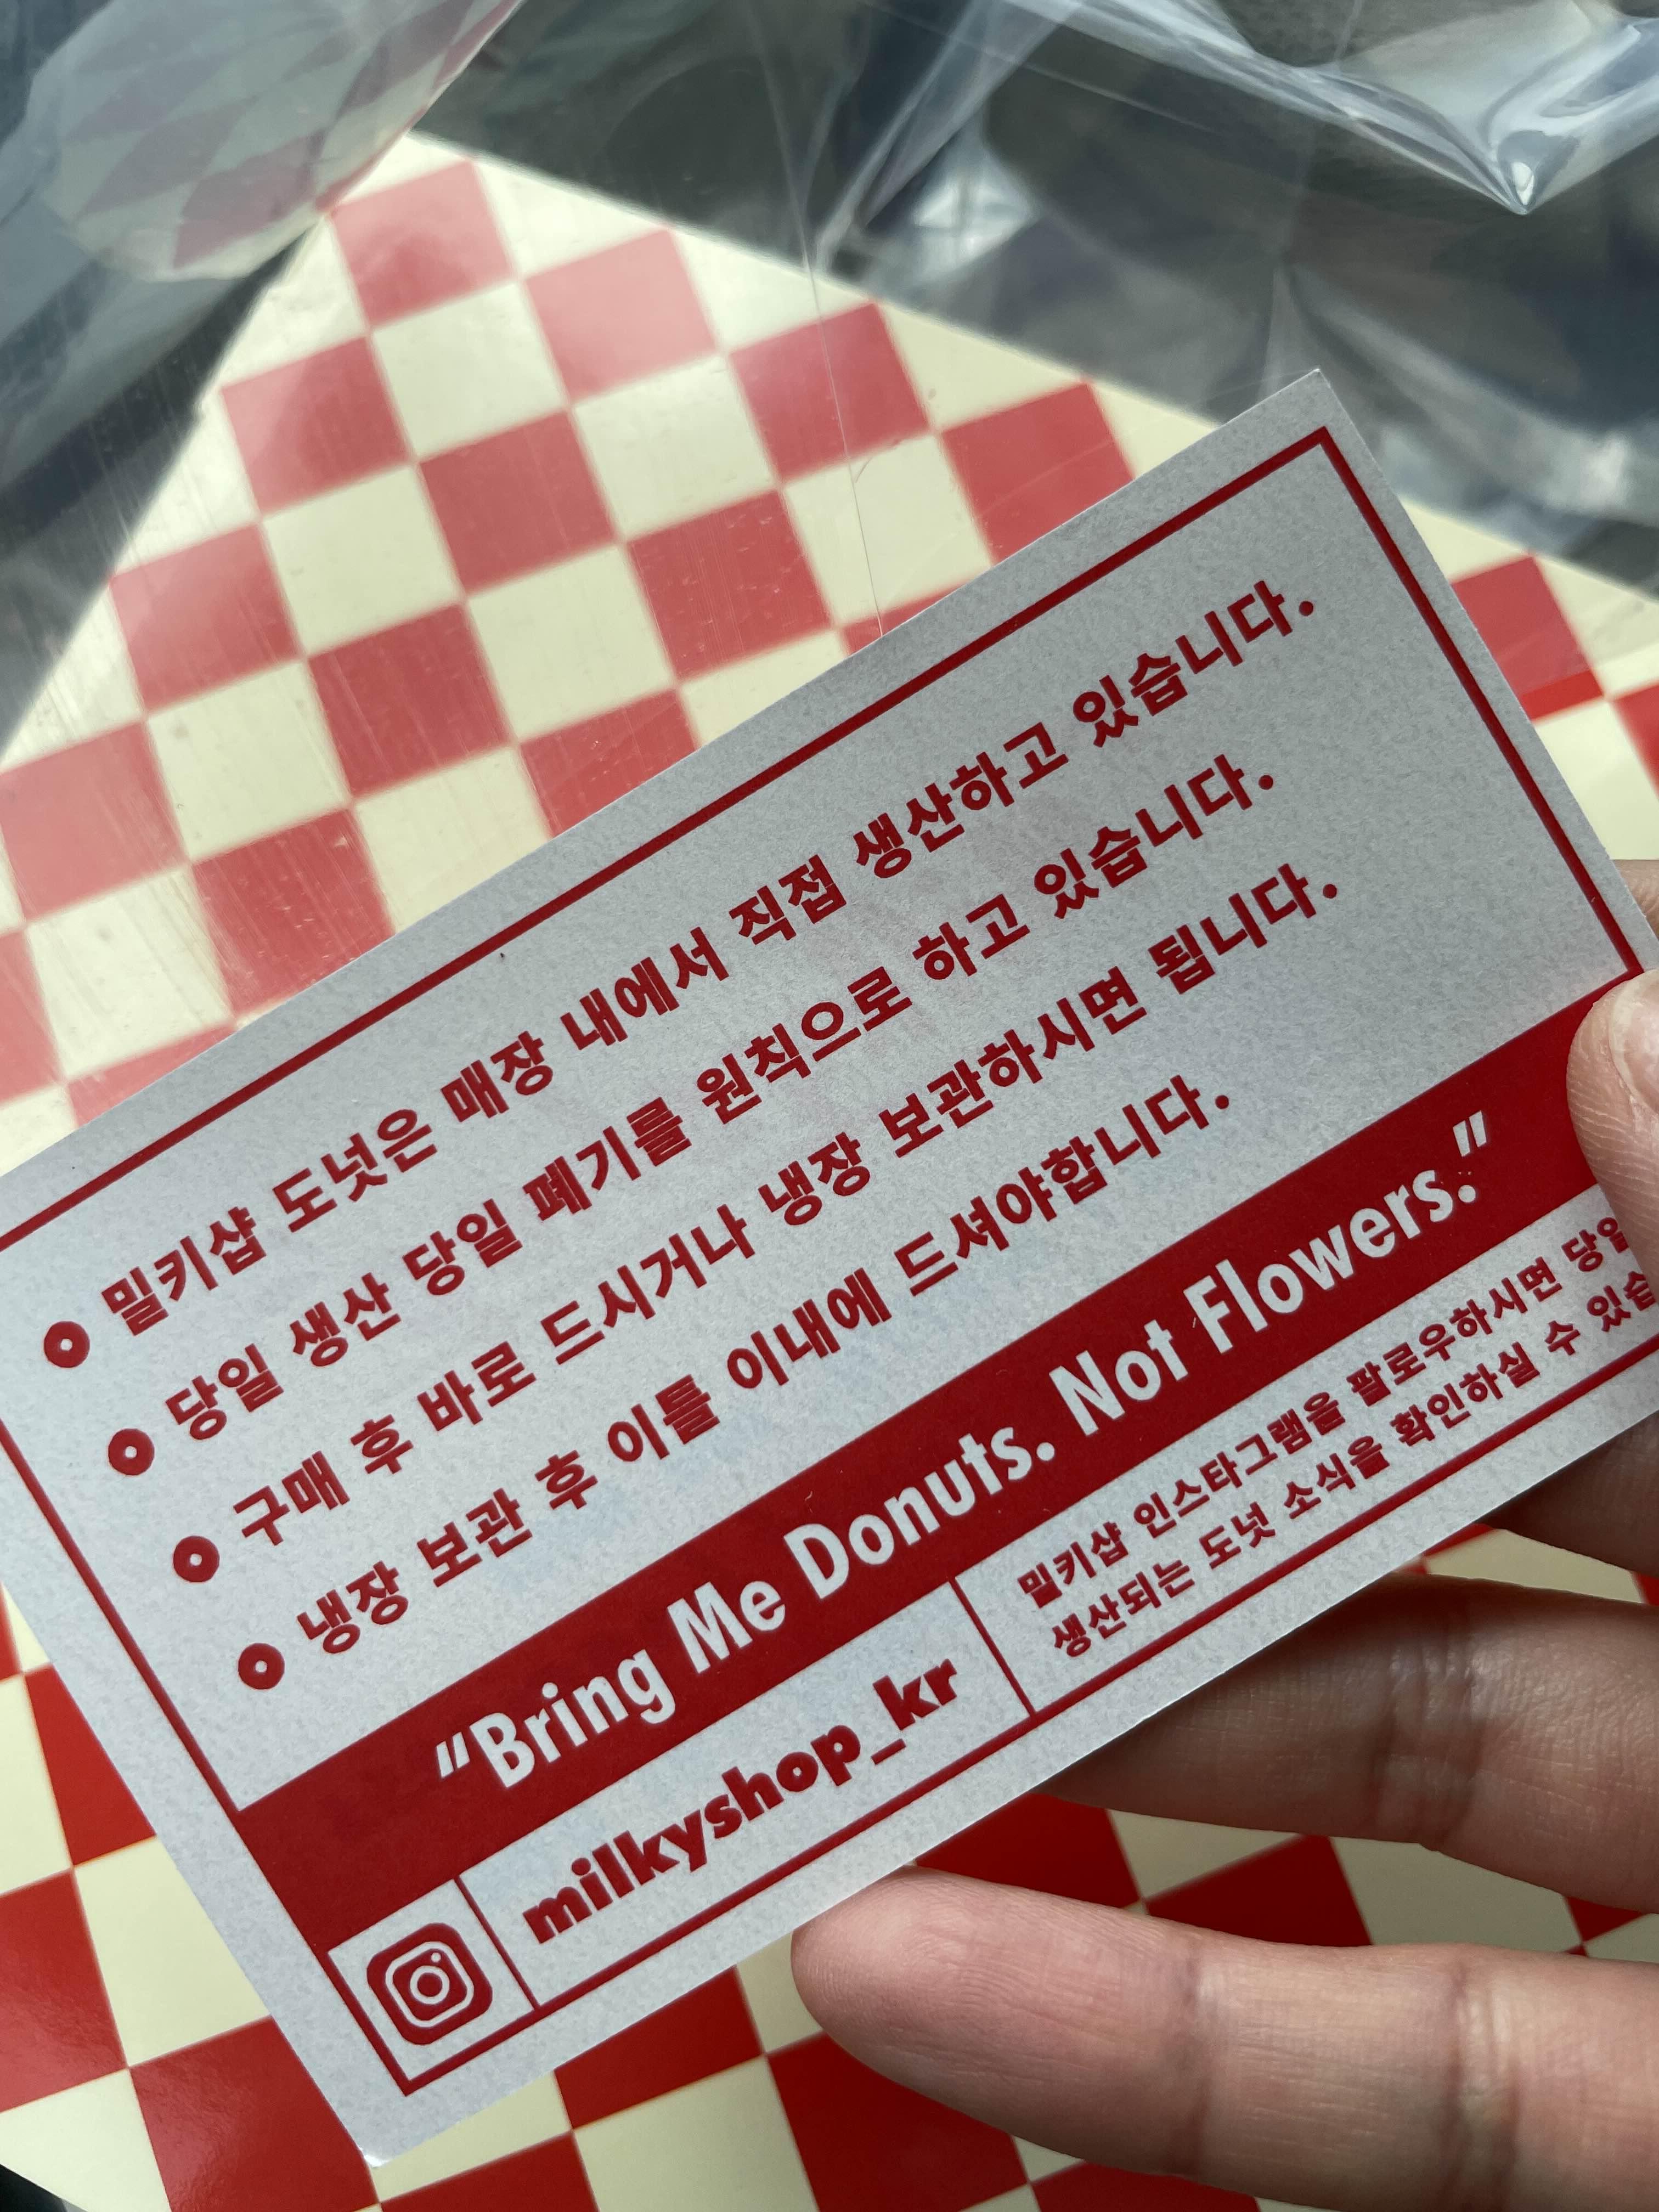 밀키샵 도넛은 매장 내에서 직접 생산하고 있습니다.
당일 생산 당일 폐기를 원칙으로 하고 있습니다.
구매 후 바로 드시거나 냉장 보관하시면 됩니다.
냉장 보관 후 이틀 이내에 드셔야합니다.
"Bring Me Donuts. Not Flowers."
milkyshop_kr
밀키샵 인스타그램을 팔로우하시면 당일
생산되는 도넛 소식을 확인하실 수